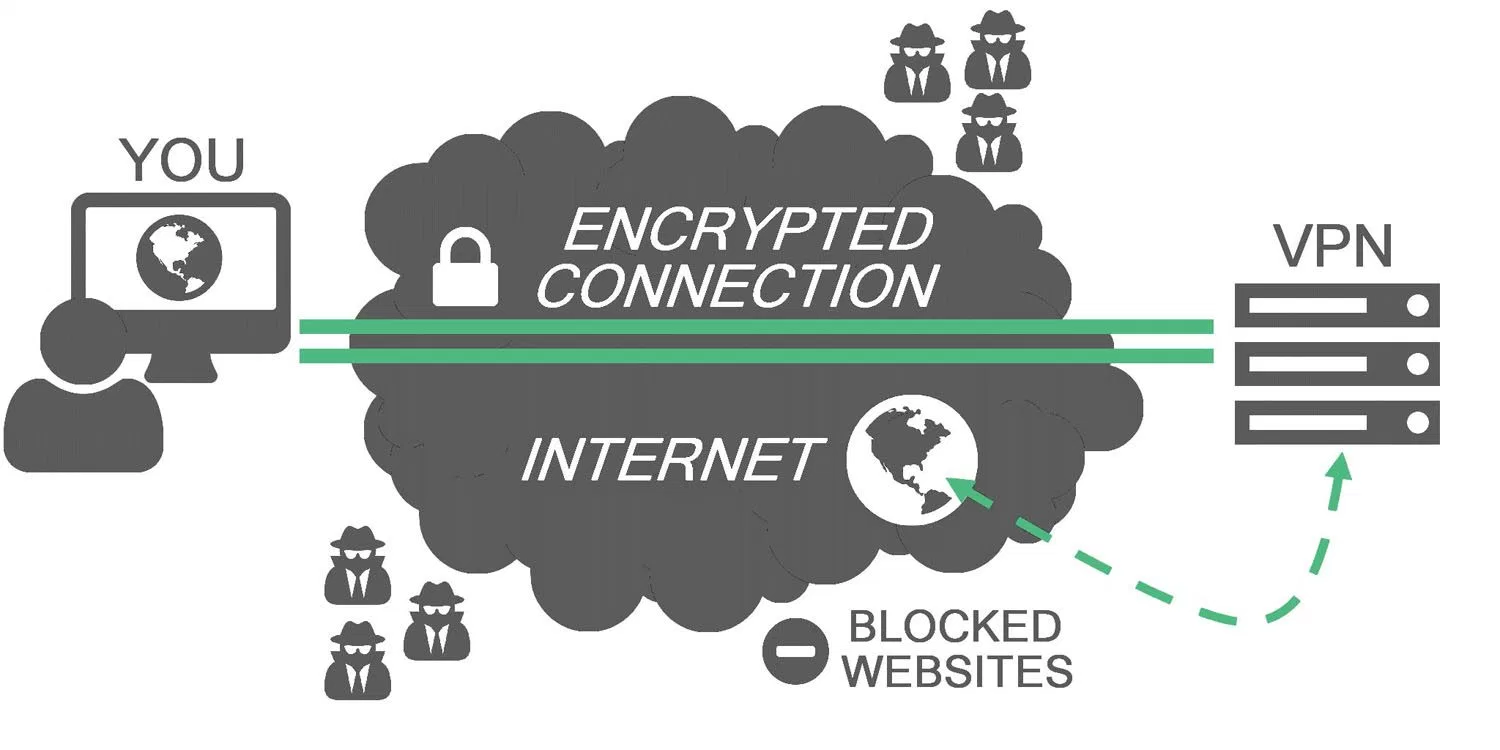 YOU
ENCRYPTED
CONNECTION
VPN
INTERNET
BLOCKED
WEBSITES